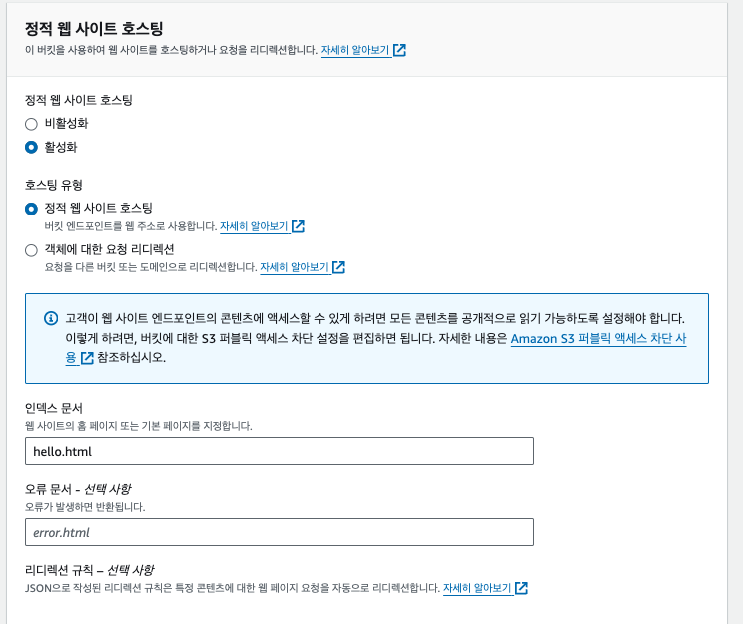 정적 웹 사이트 호스팅
이 버킷을 사용하여 웹 사이트를 호스팅하거나 요청을 리디렉션합니다. 자세히 알아보기
정적 웹 사이트 호스팅
비활성화
활성화
호스팅 유형
정적 웹 사이트 호스팅
버킷 엔드포인트를 웹 주소로 사용합니다. 자세히 알아보기
객체에 대한 요청 리디렉션
요청을 다른 버킷 또는 도메인으로 리디렉션합니다. 자세히 알아보기
고객이 웹 사이트 엔드포인트의 콘텐츠에 액세스할 수 있게 하려면 모든 콘텐츠를 공개적으로 읽기 가능하도록 설정해야 합니다.
이렇게 하려면, 버킷에 대한 S3 퍼블릭 액세스 차단 설정을 편집하면 됩니다. 자세한 내용은 Amazon S3 퍼블릭 액세스 차단 사
용 참조하십시오.
인덱스 문서
웹 사이트의 홈 페이지 또는 기본 페이지를 지정합니다.
hello.html
오류 문서 - 선택 사항
오류가 발생하면 반환됩니다.
error.html
리디렉션 규칙 – 선택 사항
JSON으로 작성된 리디렉션 규칙은 특정 콘텐츠에 대한 웹 페이지 요청을 자동으로 리디렉션합니다. 자세히 알아보기